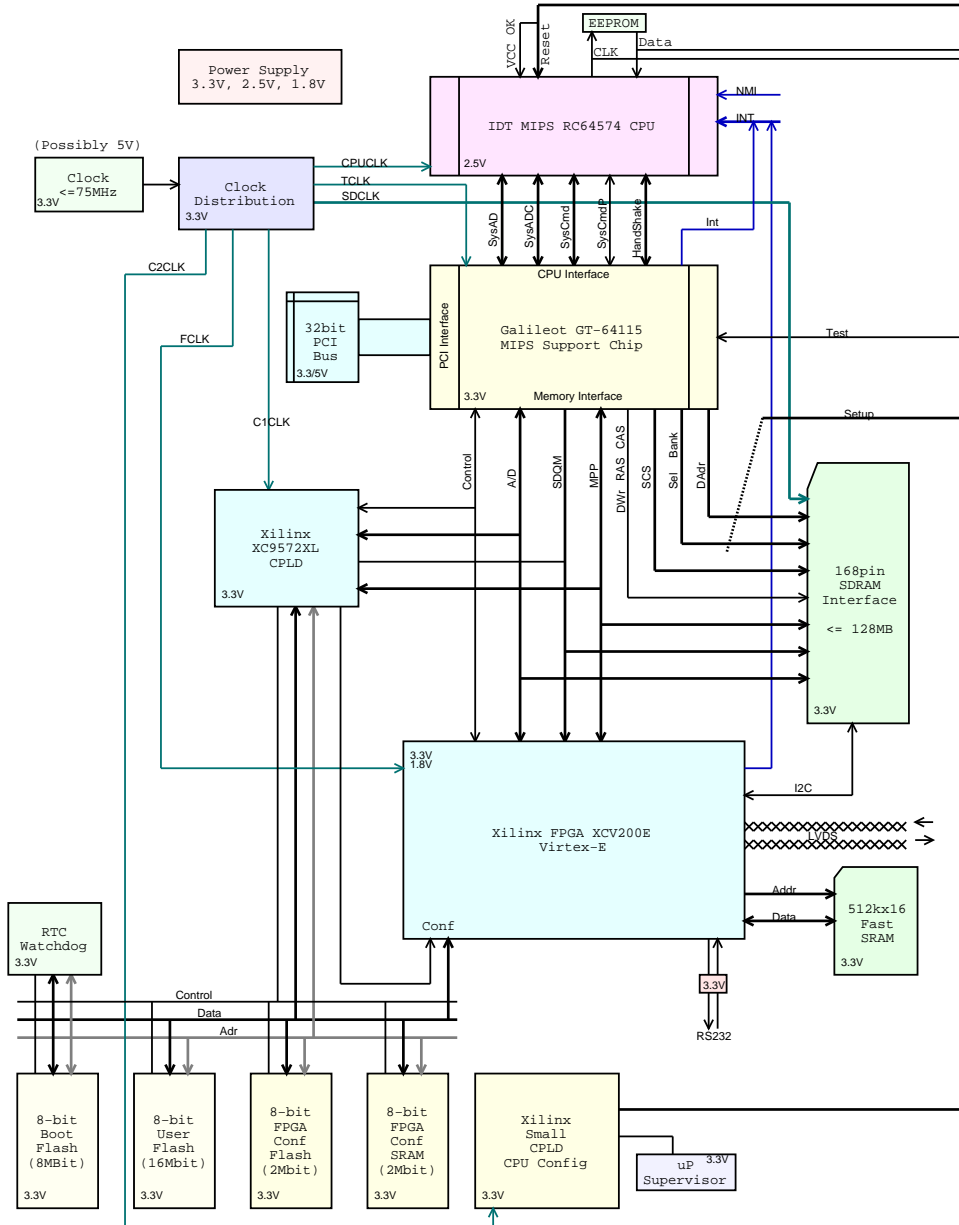 EEPROM
VCC OK
Reset
CLK
Data
Power Supply
3.3V, 2.5V, 1.8V
NMI
IDT MIPS RC64574 CPU
INT
2.5V
(Possibly 5V)
Clock
<=75MHz
3.3V
Clock
Distribution
3.3V
CPUCLK
TCLK
SDCLK
SysAD
SysADC
SysCmd
SysCmdP
HandShake
Int
C2CLK
FCLK
C1CLK
CPU Interface
PCI Interface
Galileot GT-64115
MIPS Support Chip
3.3V
Memory Interface
32bit
PCI
Bus
3.3/5V
Test
Setup
Control
A/D
SDQM
MPP
DWr RAS CAS
SCS
Sel Bank
DAdr
Xilinx
XC9572XL
CPLD
3.3V
168pin
SDRAM
Interface
<= 128MB
3.3V
3.3V
1.8V
Xilinx FPGA XCV200E
Virtex-E
Conf
I2C
LVDS
Addr
Data
512kx16
Fast
SRAM
3.3V
3.3V
RS232
RTC
Watchdog
3.3V
Control
Data
Adr
8-bit
Boot
Flash
(8MBit)
3.3V
8-bit
User
Flash
(16Mbit)
3.3V
8-bit
FPGA
Conf
Flash
(2Mbit)
3.3V
8-bit
FPGA
Conf
SRAM
(2Mbit)
3.3V
Xilinx
Small
CPLD
CPU Config
3.3V
3.3V
uP
Supervisor